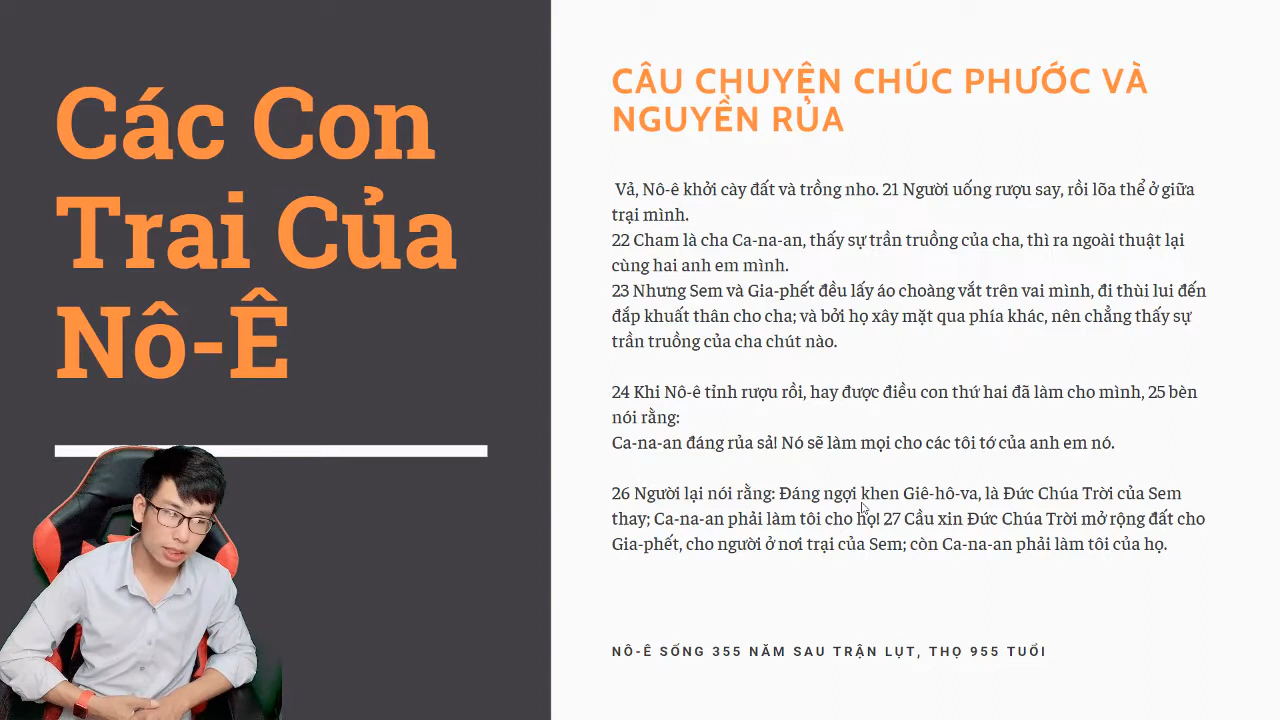 Các Con
Trai Của
Nô-Ê
CÂU CHUYỆN CHÚC PHƯỚC VÀ
NGUYỀN RỦA
Vả, Nô-ê khởi cày đất và trồng nho. 21 Người uống rượu say, rồi lõa thể ở giữa
trại mình.
22 Cham là cha Ca-na-an, thấy sự trần truồng của cha, thì ra ngoài thuật lại
cùng hai anh em mình.
23 Nhưng Sem và Gia-phết đều lấy áo choàng vắt trên vai mình, đi thùi lui đến
đắp khuất thân cho cha; và bởi họ xây mặt qua phía khác, nên chẳng thấy sự
trần truồng của cha chút nào.
24 Khi Nô-ê tỉnh rượu rồi, hay được điều con thứ hai đã làm cho mình, 25 bèn
nói rằng:
Ca-na-an đáng rủa sả! Nó sẽ làm mọi cho các tôi tớ của anh em nó.
26 Người lại nói rằng: Đáng ngợi khen Giê-hô-va, là Đức Chúa Trời của Sem
thay; Ca-na-an phải làm tôi cho họ! 27 Cầu xin Đức Chúa Trời mở rộng đất cho
Gia-phết, cho người ở nơi trại của Sem; còn Ca-na-an phải làm tôi của họ.
NÔ-Ê SỐNG 355 NĂM SAU TRẬN LỤT, THỌ 955 TUỔI